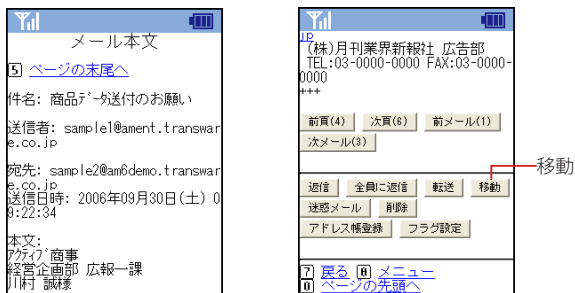 メール本文
5 ページの末尾へ
件名: 商品ﾃﾞｰﾀ送付のお願い
送信者: sample1@ament.transwar
e.co.jp
宛先: sample2@am6demo.transwar
e.co.jp
送信日時: 2006年09月30日(土) 0
9:22:34
本文:
ｱｸﾃｨﾌﾞ商事
経営企画部 広報一課
川村 誠様
jp
(株)月刊業界新報社 広告部
TEL:03-0000-0000 FAX:03-0000-
0000
+++
前頁(4) 次頁(6) 前メール(1)
次メール(3)
返信 全員に返信 転送 移動
迷惑メール 削除
アドレス帳登録 フラグ設定
7 戻る 8 メニュー
0 ページの先頭へ
移動